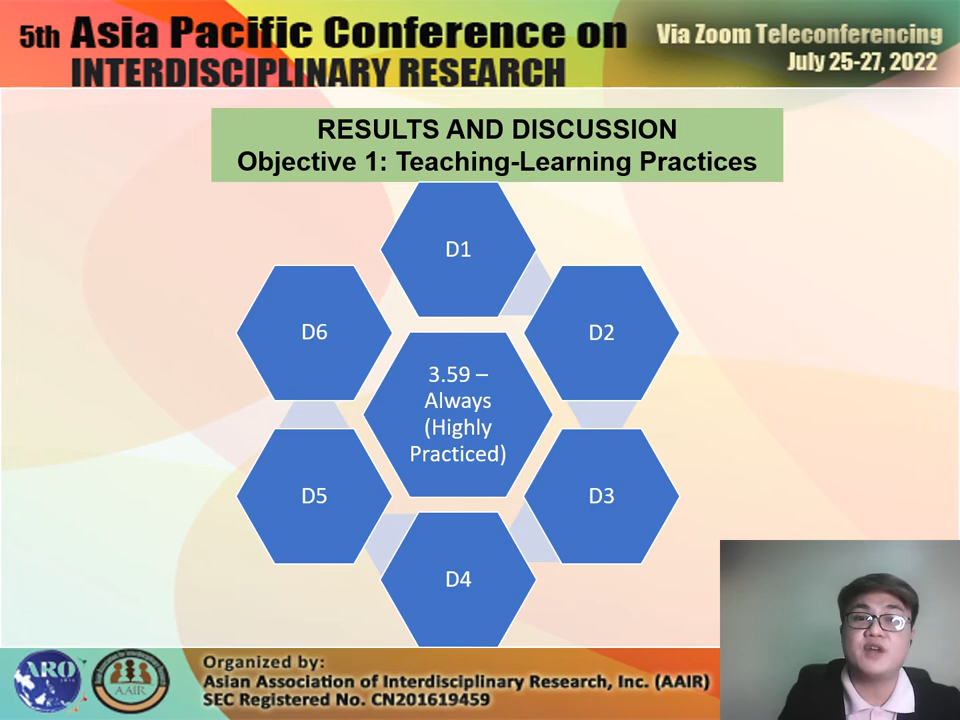 5th Asia Pacific Conference on
INTERDISCIPLINARY RESEARCH
Via Zoom Teleconferencing
July 25-27, 2022
RESULTS AND DISCUSSION
Objective 1: Teaching-Learning Practices
D1
D6
D2
3.59 –
Always
(Highly
Practiced)
D5
D3
D4
ARO
AAIR
Organized by:
Asian Association of Interdisciplinary Research, Inc. (AAIR)
SEC Registered No. CN201619459